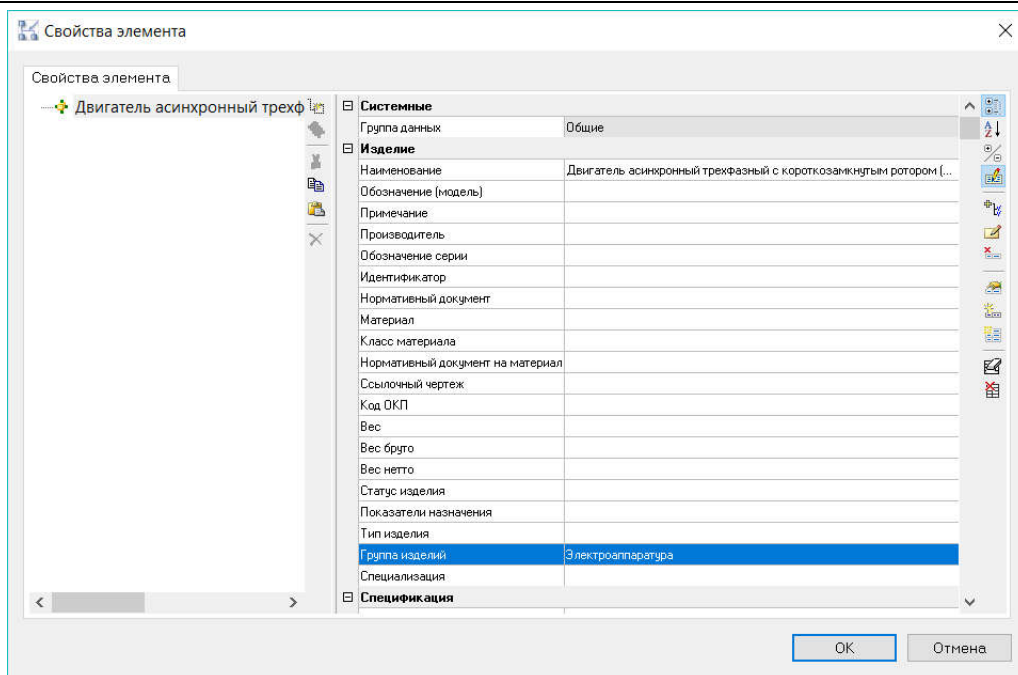 Свойства элемента
Свойства элемента
Двигатель асинхронный трехф
Системные
Группа данных Общие
Изделие
Наименование Двигатель асинхронный трехфазный с короткозамкнутым ротором (...
Обозначение (модель)
Примечание
Производитель
Обозначение серии
Идентификатор
Нормативный документ
Материал
Класс материала
Нормативный документ на материал
Ссылочный чертеж
Код ОКП
Вес
Вес бруто
Вес нетто
Статус изделия
Показатели назначения
Тип изделия
Группа изделий Электроаппаратура
Специализация
Спецификация
OK Отмена